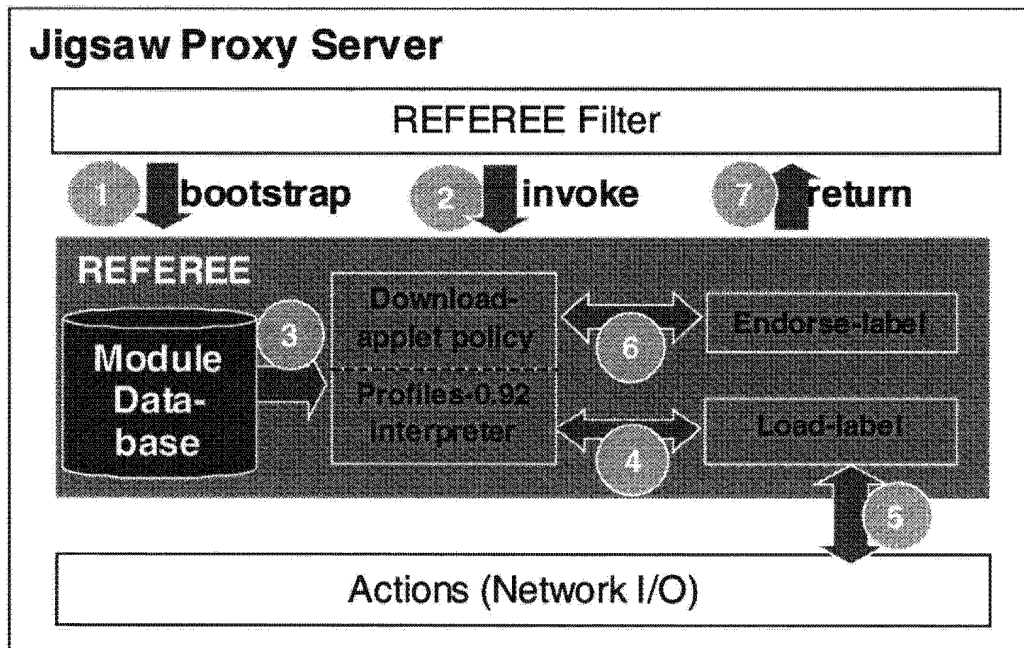 Jigsaw Proxy Server
REFEREE Filter
1
bootstrap
2
invoke
7
return
REFEREE
Module
Data-
base
3
Download-
applet policy
Profiles-0.92
interpreter
6
Endorse-label
4
Load-label
5
Actions (Network I/O)